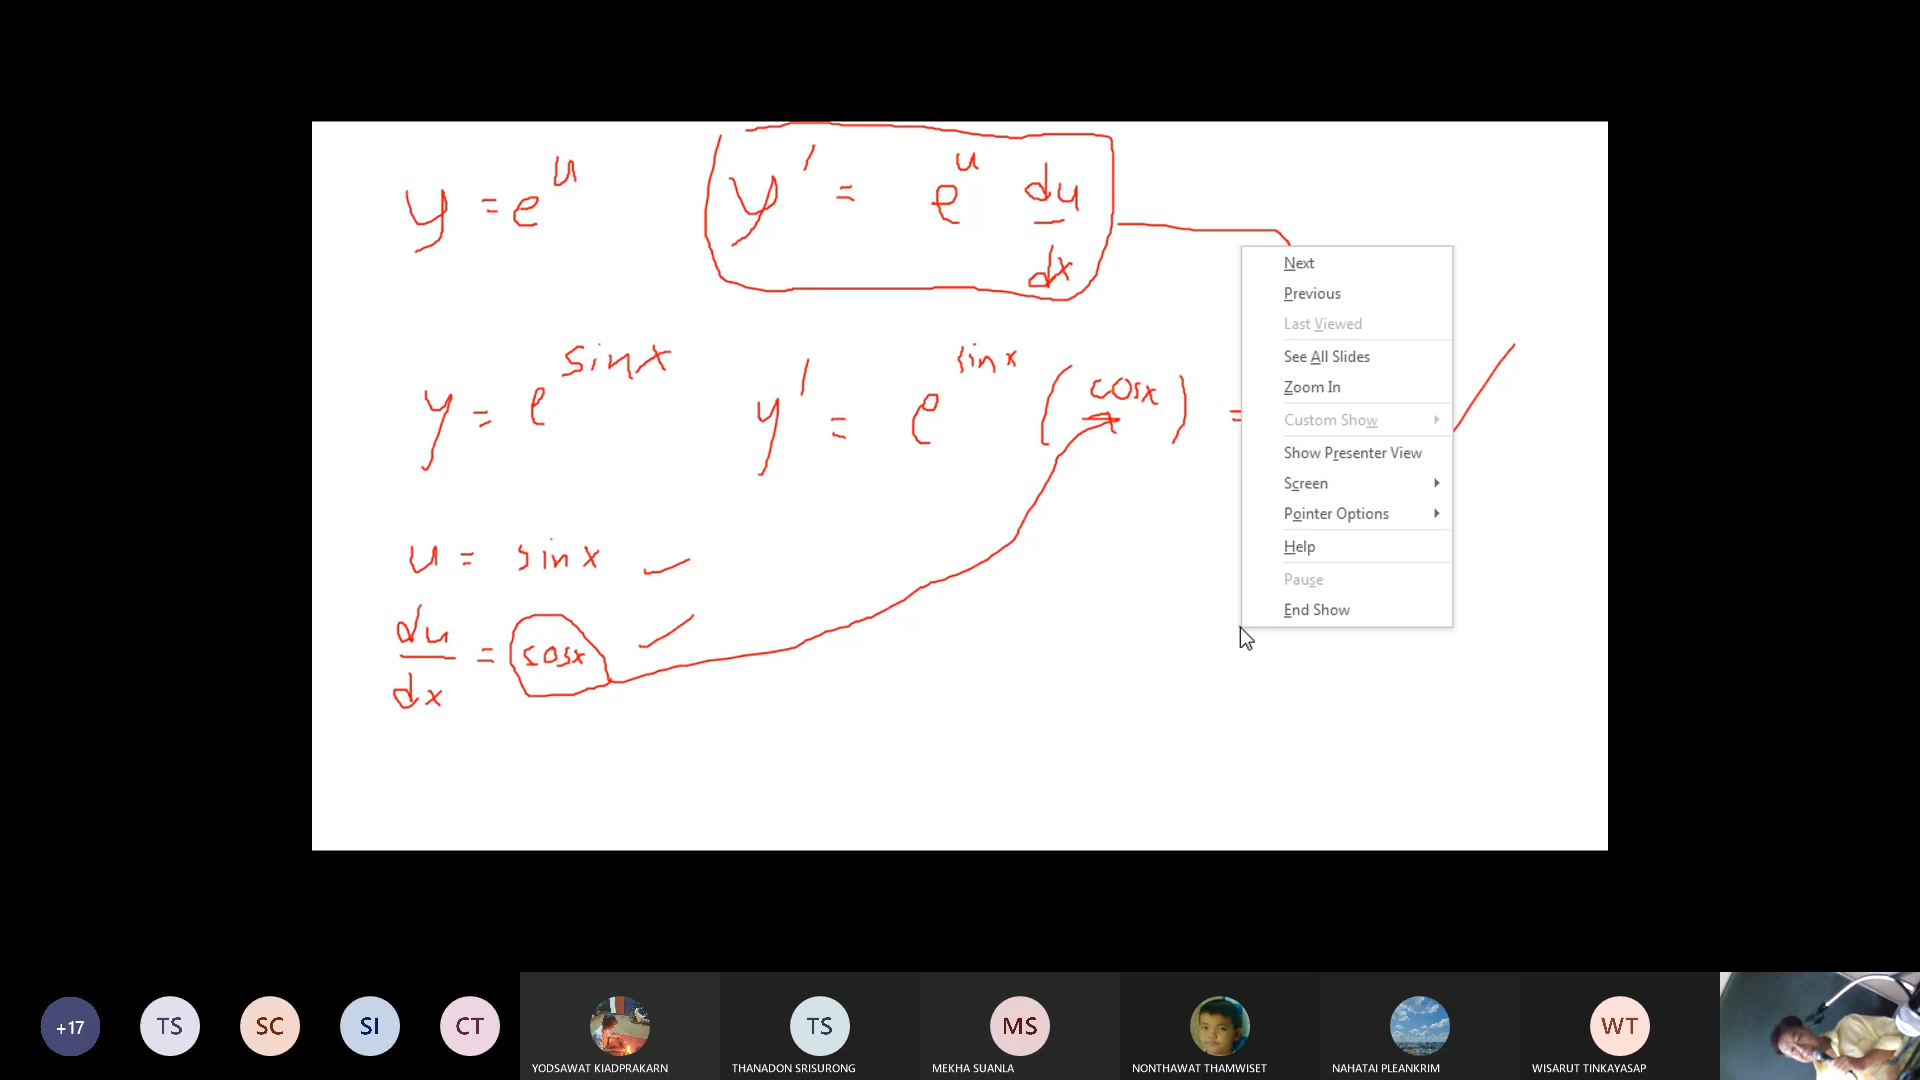 y = e^u
y' = e^u du/dx
y = e^sinx
y' = e^sinx (cosx) =
u = sinx
du/dx = cosx
Next
Previous
Last Viewed
See All Slides
Zoom In
Custom Show
Show Presenter View
Screen
Pointer Options
Help
Pause
End Show
+17
TS
SC
SI
CT
TS
MS
WT
YODSAWAT KIADPRAKARN
THANADON SRISURONG
MEKHA SUANLA
NONTHAWAT THAMWISET
NAHATAI PLEANKRIM
WISARUT TINKAYASAP